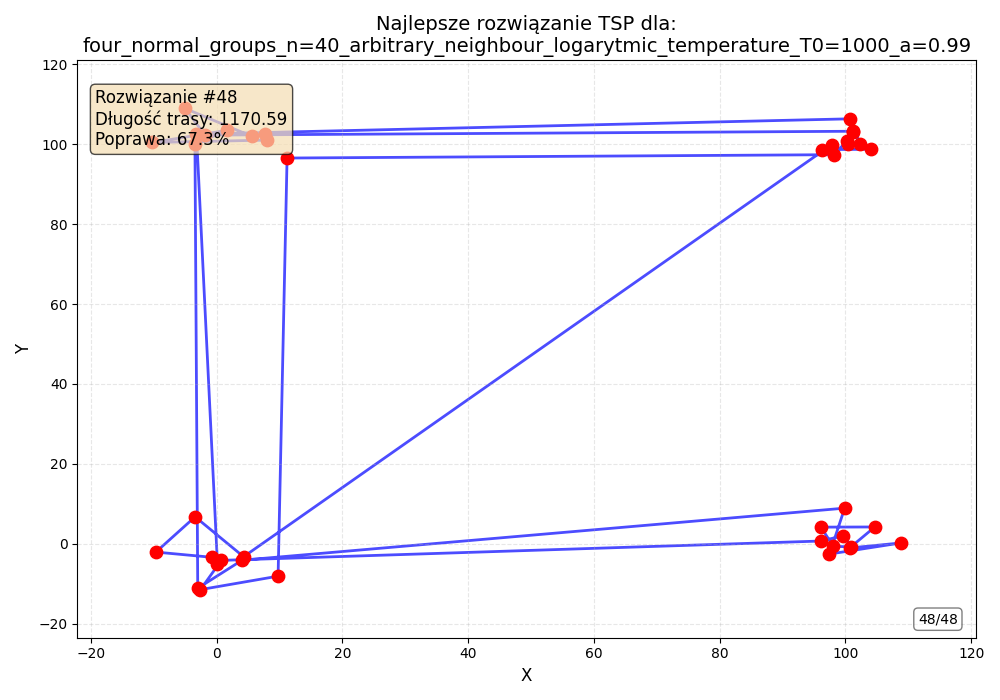 Najlepsze rozwiązanie TSP dla:
four_normal_groups_n=40_arbitrary_neighbour_logarytmic_temperature_T0=1000_a=0.99
Rozwiązanie #48
Długość trasy: 1170.59
Poprawa: 67.3%
120
100
80
60
40
20
0
−20
Y
48/48
−20
0
20
40
60
80
100
120
X